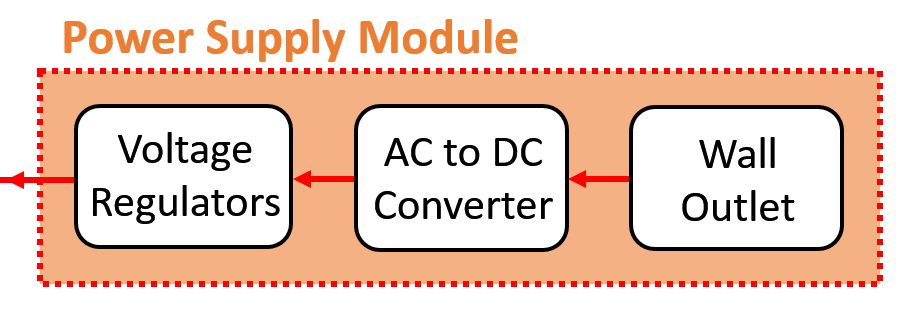 Power Supply Module
Voltage
Regulators
AC to DC
Converter
Wall
Outlet